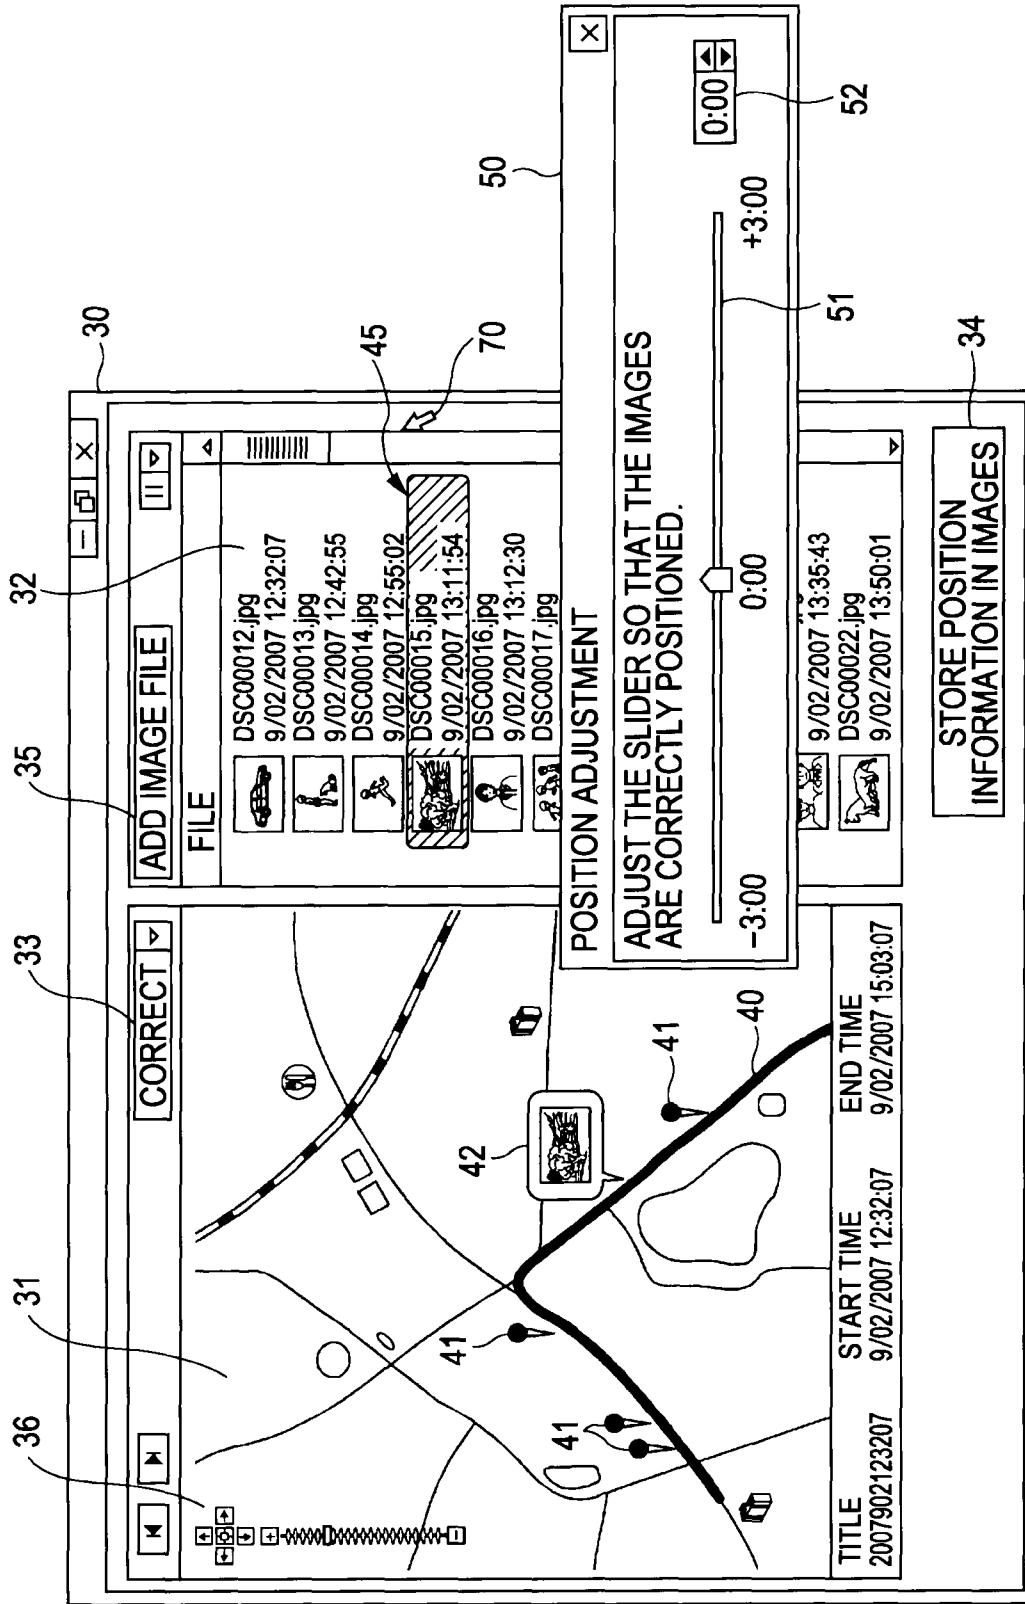 30
36
31
33
35
32
CORRECT
ADD IMAGE FILE
FILE
DSC00012.jpg
9/02/2007 12:32:07
DSC00013.jpg
9/02/2007 12:42:55
DSC00014.jpg
9/02/2007 12:55:02
DSC00015.jpg
9/02/2007 13:11:54
DSC00016.jpg
9/02/2007 13:12:30
DSC00017.jpg
45
70
50
POSITION ADJUSTMENT
X
ADJUST THE SLIDER SO THAT THE IMAGES
ARE CORRECTLY POSITIONED.
0:00
-3:00
0:00
+3:00
51
52
9/02/2007 13:35:43
DSC00022.jpg
9/02/2007 13:50:01
41
41
42
41
40
TITLE
2007902123207
START TIME
9/02/2007 12:32:07
END TIME
9/02/2007 15:03:07
STORE POSITION
INFORMATION IN IMAGES
34